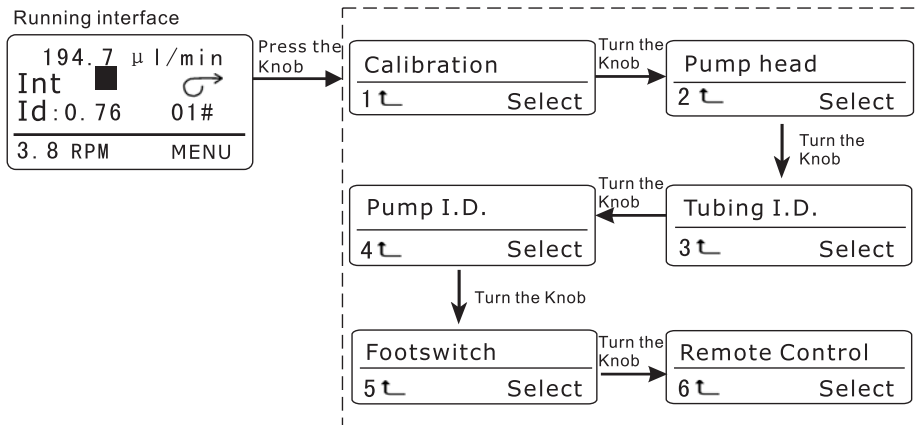 Running interface
194.7 μl/min
Int
Id:0.76 01#
3.8 RPM MENU
Press the
Knob
Calibration
1 Select
Turn the
Knob
Pump head
2 Select
Turn the
Knob
Tubing I.D.
3 Select
Turn the
Knob
Pump I.D.
4 Select
Turn the Knob
Footswitch
5 Select
Turn the
Knob
Remote Control
6 Select